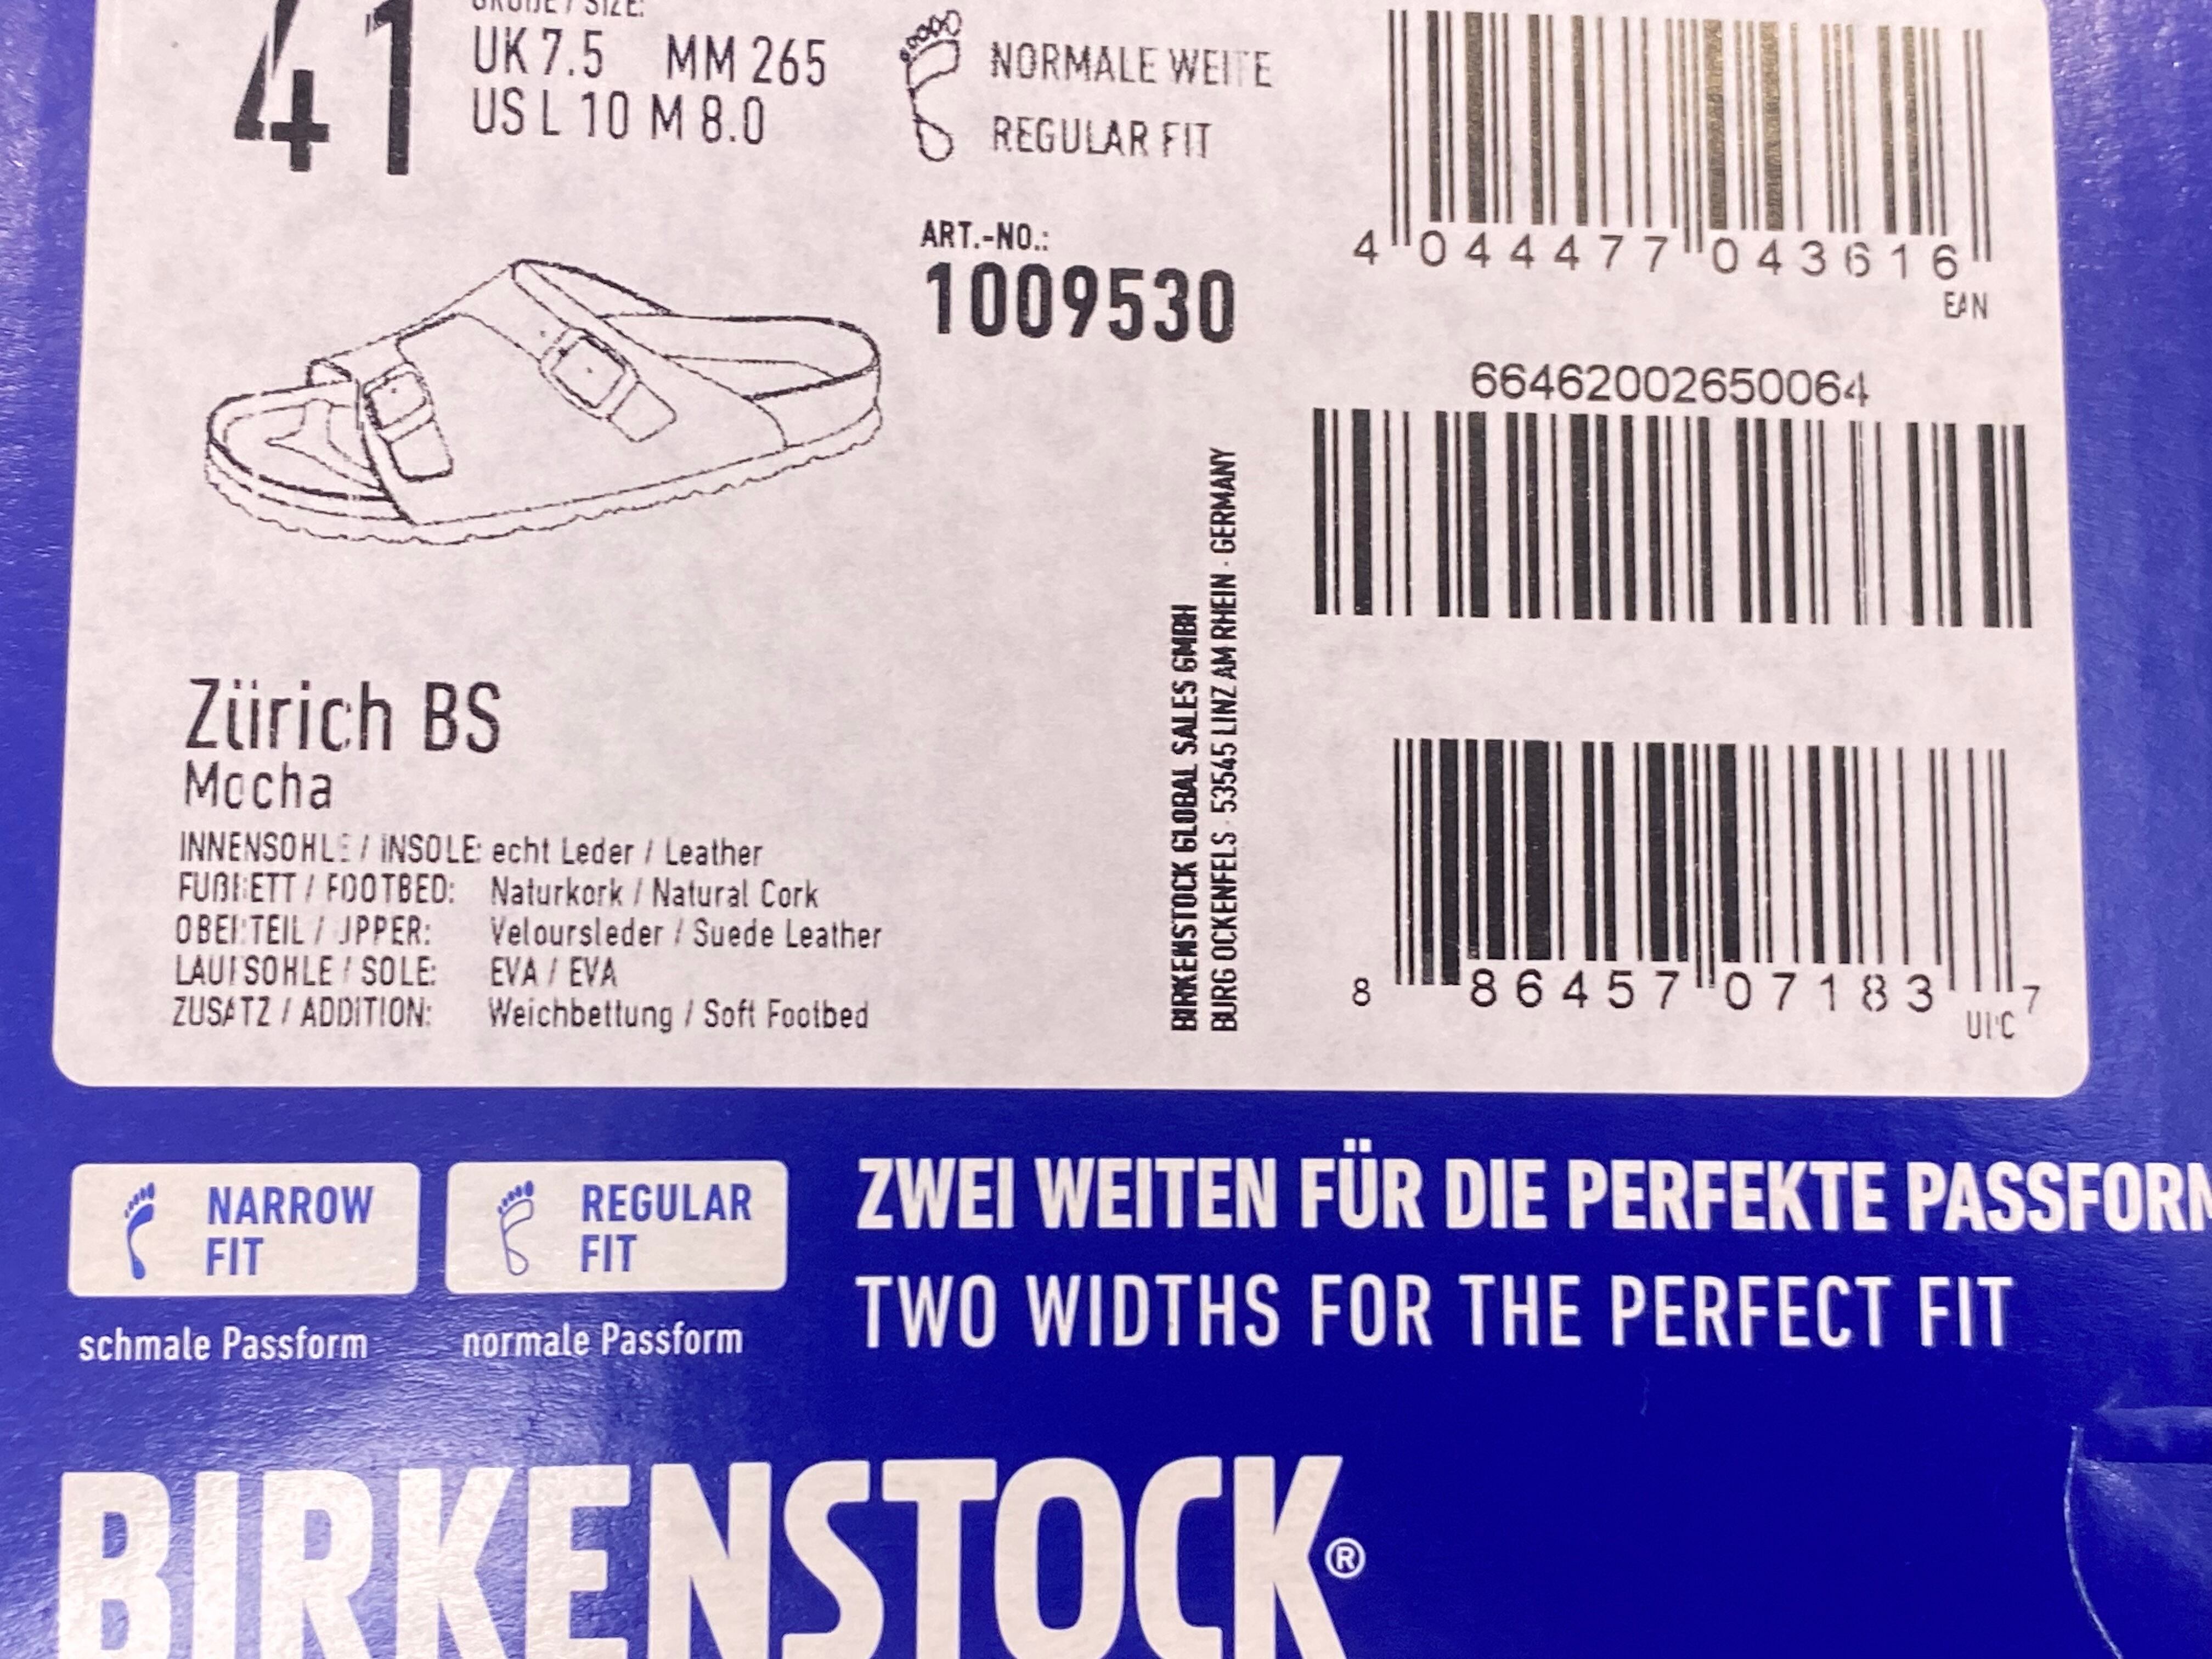 41
GRÖßE / SIZE:
UK 7.5 MM 265
US L 10 M 8.0
NORMALE WEITE
REGULAR FIT
ART.-NO.:
1009530
4 044477 043616
EAN
66462002650064
BIRKENSTOCK GLOBAL SALES GMBH
BURG OCKENFELS · 53545 LINZ AM RHEIN · GERMANY
Zürich BS
Mocha
INNENSOHLE / INSOLE: echt Leder / Leather
FUßBETT / FOOTBED: Naturkork / Natural Cork
OBERTEIL / UPPER: Veloursleder / Suede Leather
LAUFSOHLE / SOLE: EVA / EVA
ZUSATZ / ADDITION: Weichbettung / Soft Footbed
8 86457 07183 7
UPC
NARROW
FIT
schmale Passform
REGULAR
FIT
normale Passform
ZWEI WEITEN FÜR DIE PERFEKTE PASSFORM
TWO WIDTHS FOR THE PERFECT FIT
BIRKENSTOCK®